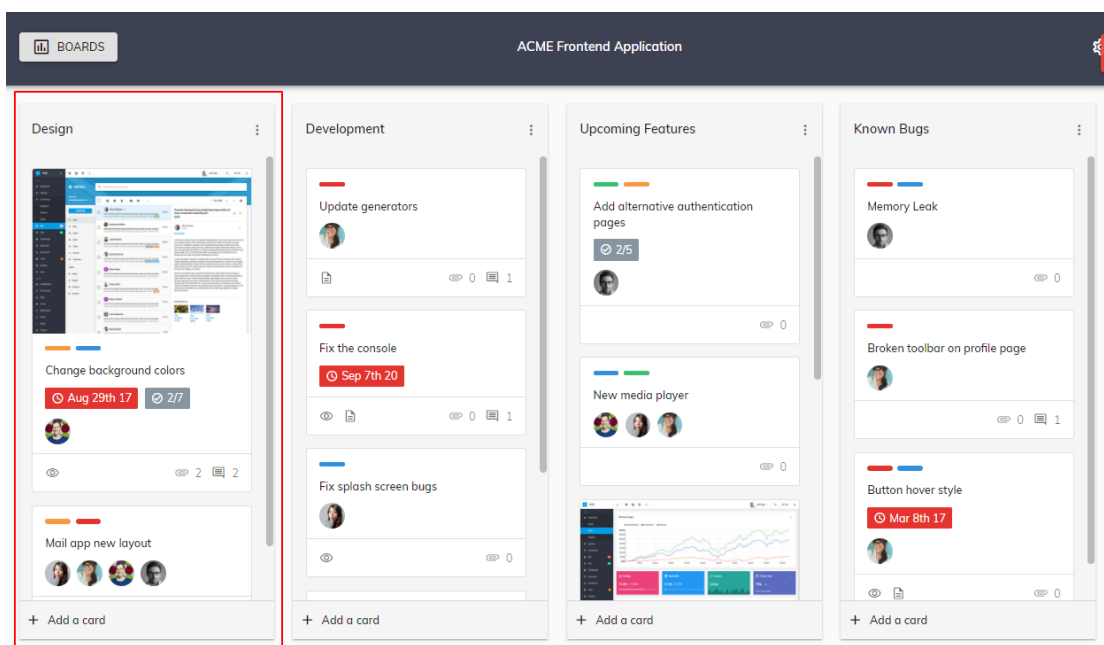 BOARDS
ACME Frontend Application
Design
Change background colors
Aug 29th 17
2/7
2
2
Mail app new layout
Add a card
Development
Update generators
0
1
Fix the console
Sep 7th 20
0
1
Fix splash screen bugs
0
Add a card
Upcoming Features
Add alternative authentication
pages
2/5
0
New media player
0
Add a card
Known Bugs
Memory Leak
0
Broken toolbar on profile page
0
1
Button hover style
Mar 8th 17
0
Add a card